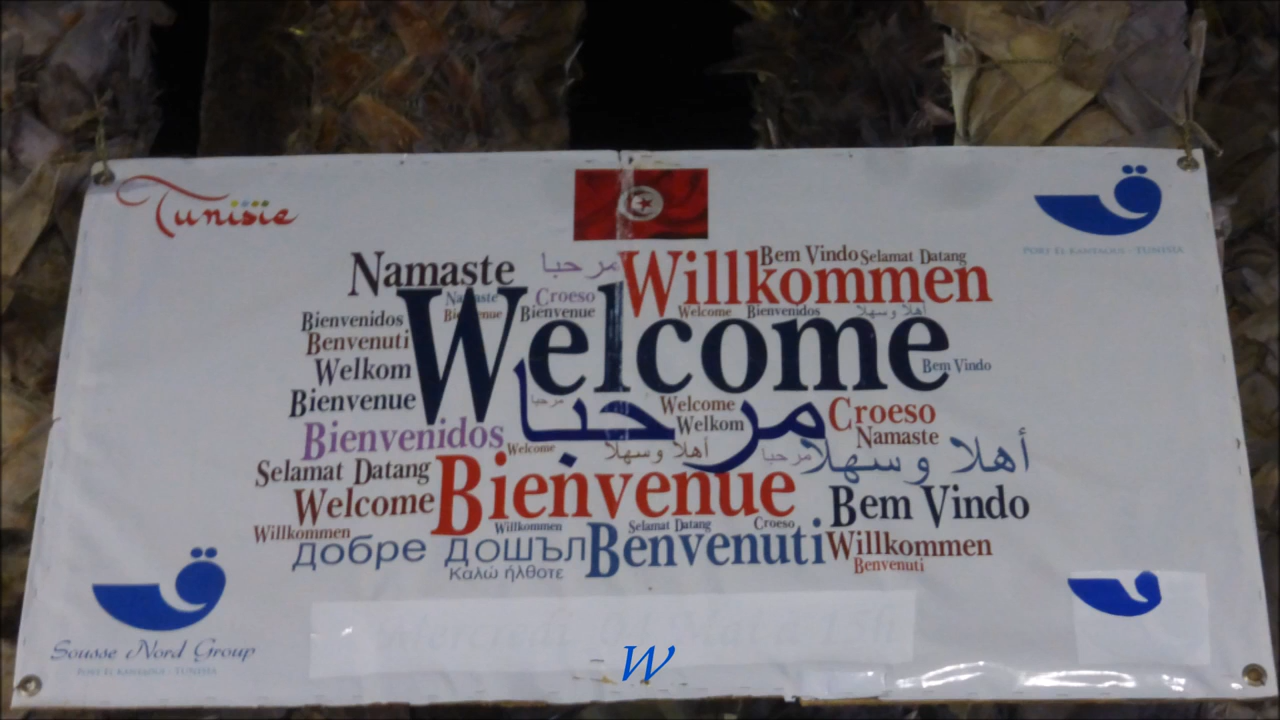 Tunisie
PORT EL KANTAOUI - TUNISIA
Namaste مرحبا Willkommen Bem Vindo Selamat Datang
Namaste Croeso
Bienvenue Bienvenue Welcome Bienvenidos أهلا وسهلا
Bienvenidos
Benvenuti Welcome
Welkom Bem Vindo
Bienvenue مرحبا مرحبا Welcome Croeso
Welkom
Bienvenidos Welcome أهلا وسهلا مرحبا Namaste أهلا وسهلا
Selamat Datang
Welcome Bienvenue Bem Vindo
Willkommen Willkommen Selamat Datang Croeso
добре дошъл Benvenuti Willkommen
Καλώ ήλθοτε Benvenuti
Sousse Nord Group
PORT EL KANTAOUI - TUNISIA
W